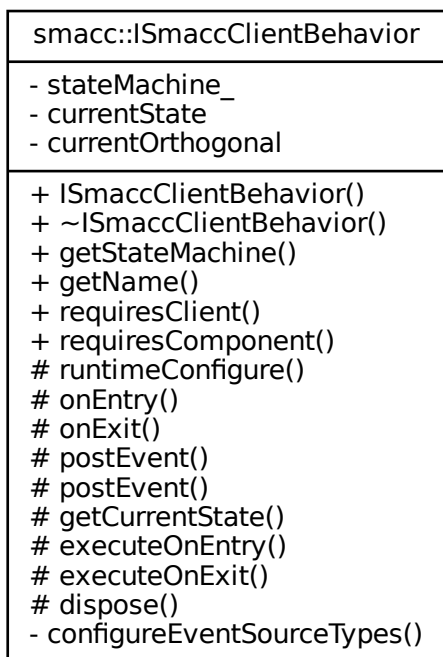 smacc::ISmaccClientBehavior
- stateMachine_
- currentState
- currentOrthogonal
+ ISmaccClientBehavior()
+ ~ISmaccClientBehavior()
+ getStateMachine()
+ getName()
+ requiresClient()
+ requiresComponent()
# runtimeConfigure()
# onEntry()
# onExit()
# postEvent()
# postEvent()
# getCurrentState()
# executeOnEntry()
# executeOnExit()
# dispose()
- configureEventSourceTypes()